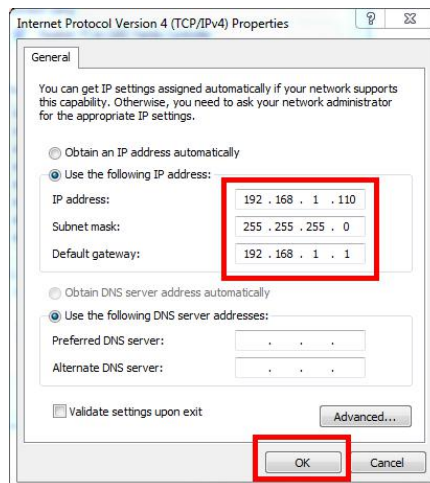 Internet Protocol Version 4 (TCP/IPv4) Properties
General
You can get IP settings assigned automatically if your network supports
this capability. Otherwise, you need to ask your network administrator
for the appropriate IP settings.
Obtain an IP address automatically
Use the following IP address:
IP address: 192 . 168 . 1 . 110
Subnet mask: 255 . 255 . 255 . 0
Default gateway: 192 . 168 . 1 . 1
Obtain DNS server address automatically
Use the following DNS server addresses:
Preferred DNS server: . . .
Alternate DNS server: . . .
Validate settings upon exit
Advanced...
OK Cancel